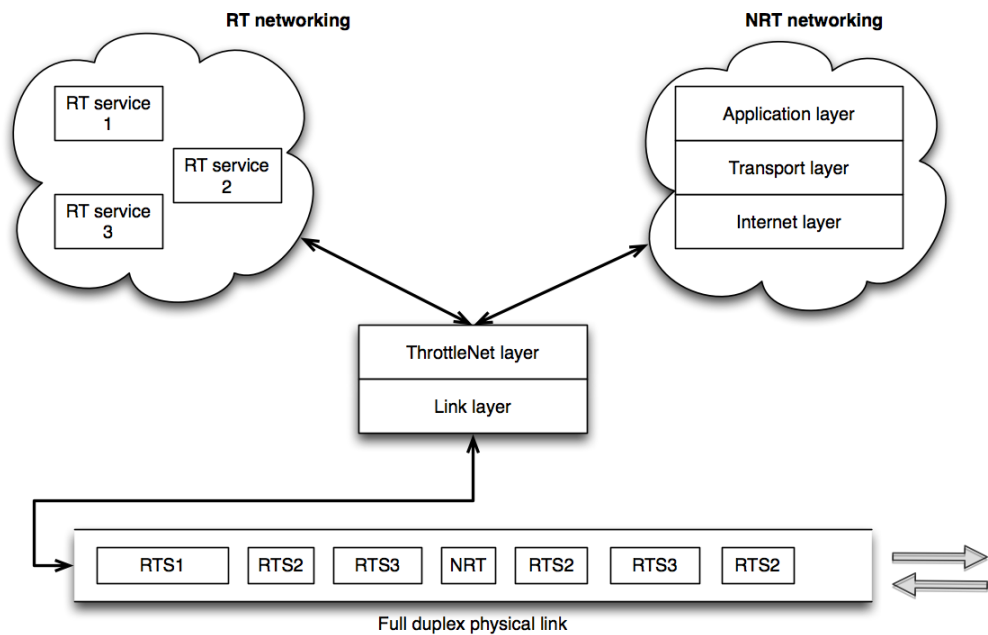 RT networking
NRT networking
RT service
1
RT service
2
RT service
3
Application layer
Transport layer
Internet layer
ThrottleNet layer
Link layer
RTS1
RTS2
RTS3
NRT
RTS2
RTS3
RTS2
Full duplex physical link